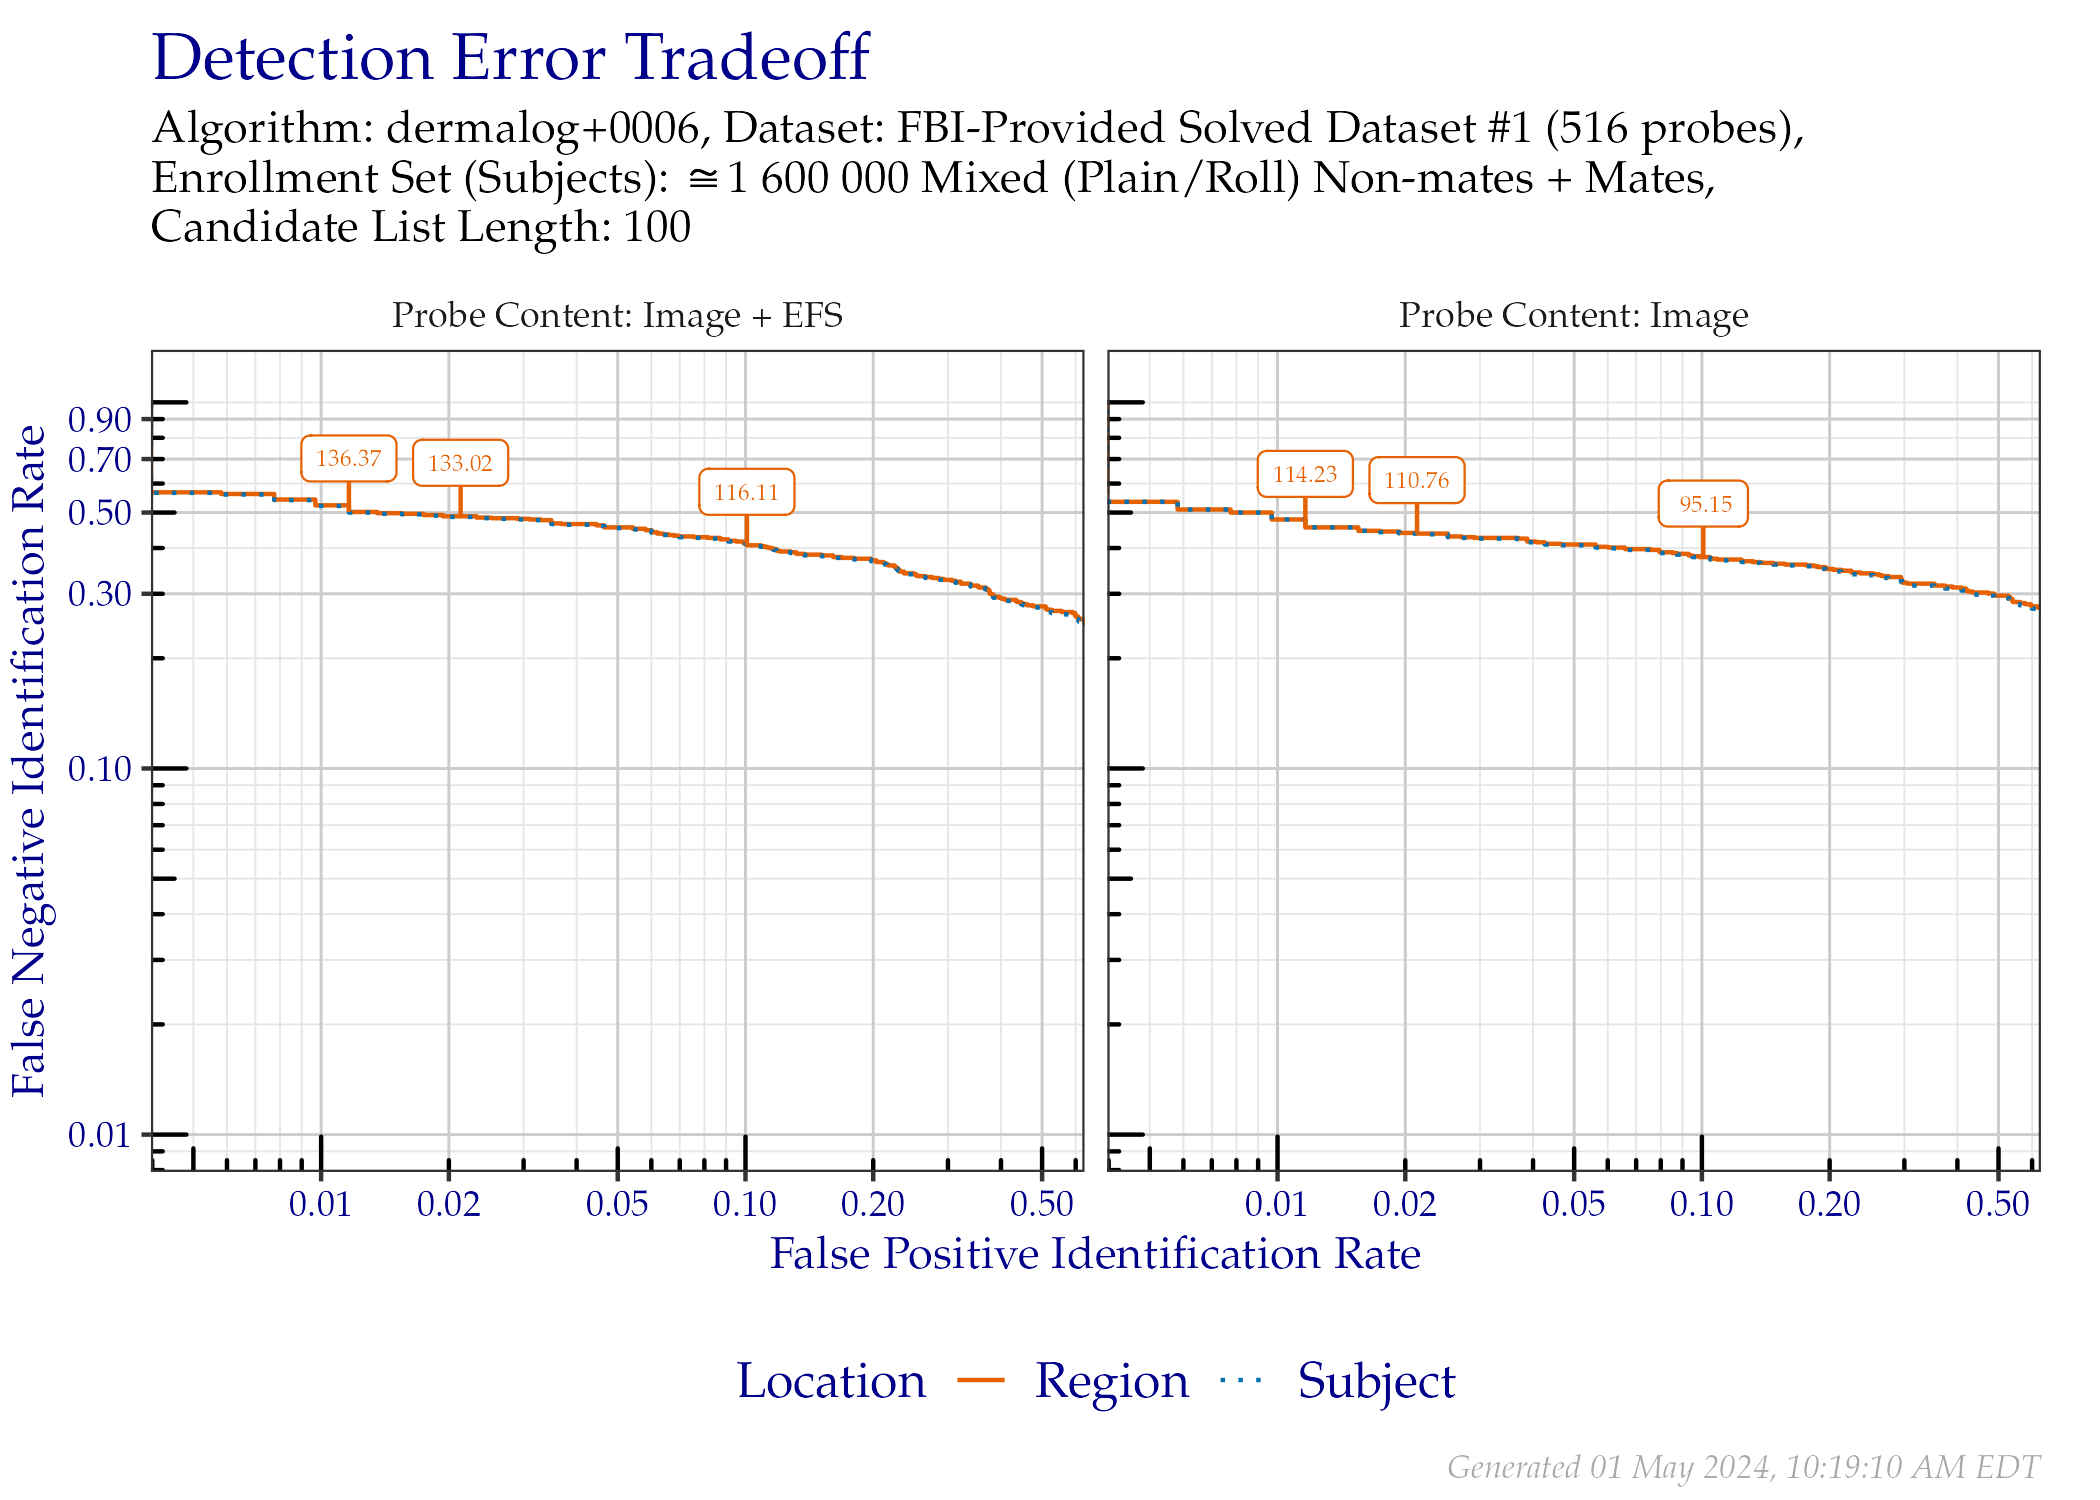 Detection Error Tradeoff
Algorithm: dermalog+0006, Dataset: FBI-Provided Solved Dataset #1 (516 probes),
Enrollment Set (Subjects): ≅1 600 000 Mixed (Plain/Roll) Non-mates + Mates,
Candidate List Length: 100
Probe Content: Image + EFS
Probe Content: Image
False Negative Identification Rate
0.90
0.70
0.50
0.30
0.10
0.01
136.37
133.02
116.11
114.23
110.76
95.15
0.01 0.02 0.05 0.10 0.20 0.50
0.01 0.02 0.05 0.10 0.20 0.50
False Positive Identification Rate
Location Region Subject
Generated 01 May 2024, 10:19:10 AM EDT